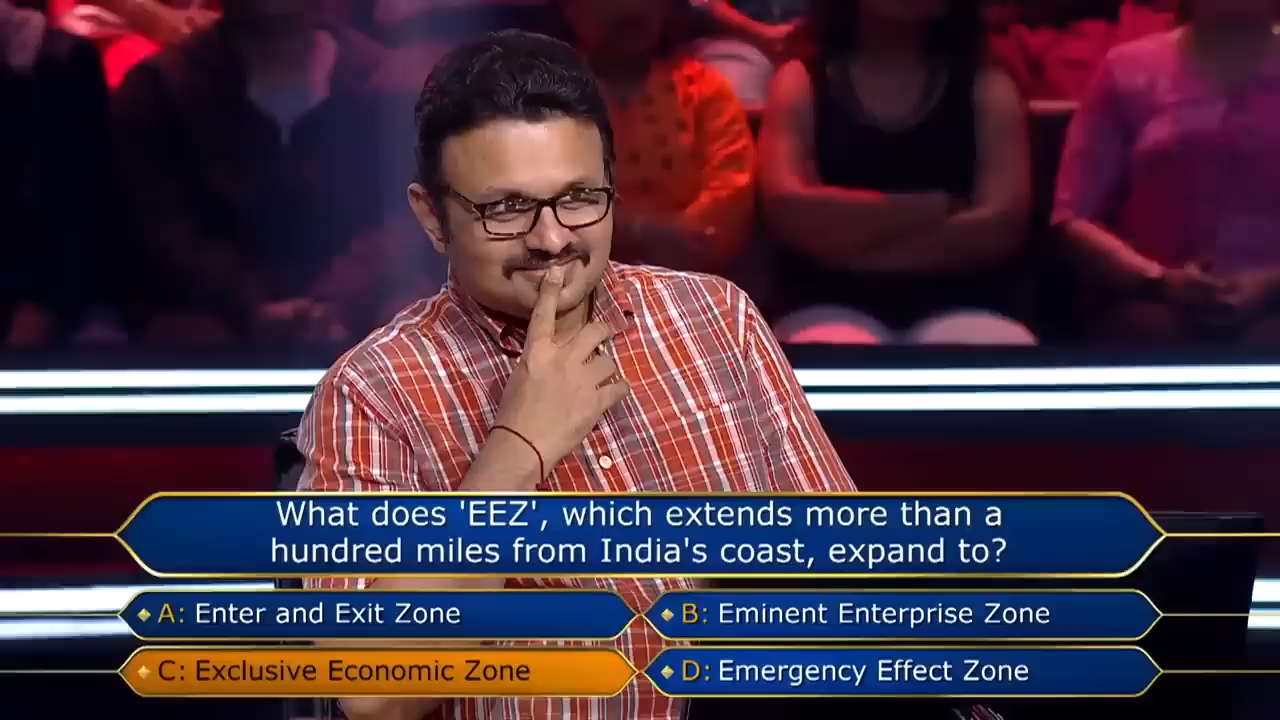 What does 'EEZ', which extends more than a
hundred miles from India's coast, expand to?
A: Enter and Exit Zone
B: Eminent Enterprise Zone
C: Exclusive Economic Zone
D: Emergency Effect Zone